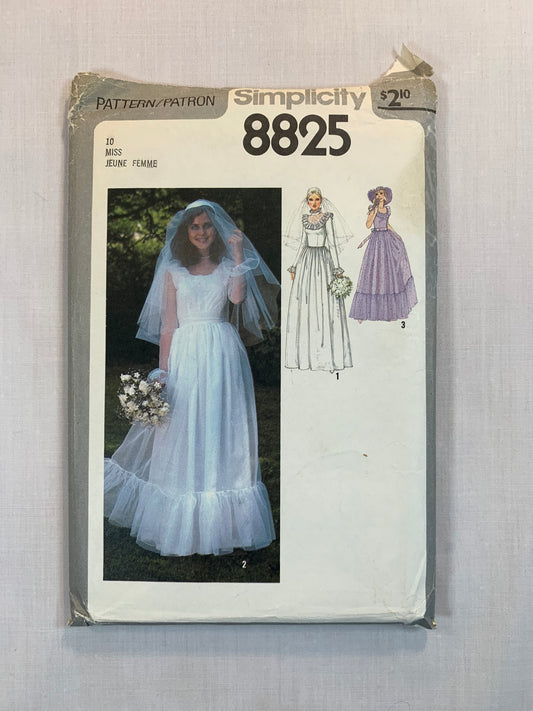 PATTERN/PATRON
Simplicity
$2.10
8825
10
MISS
JEUNE FEMME
1
3
2